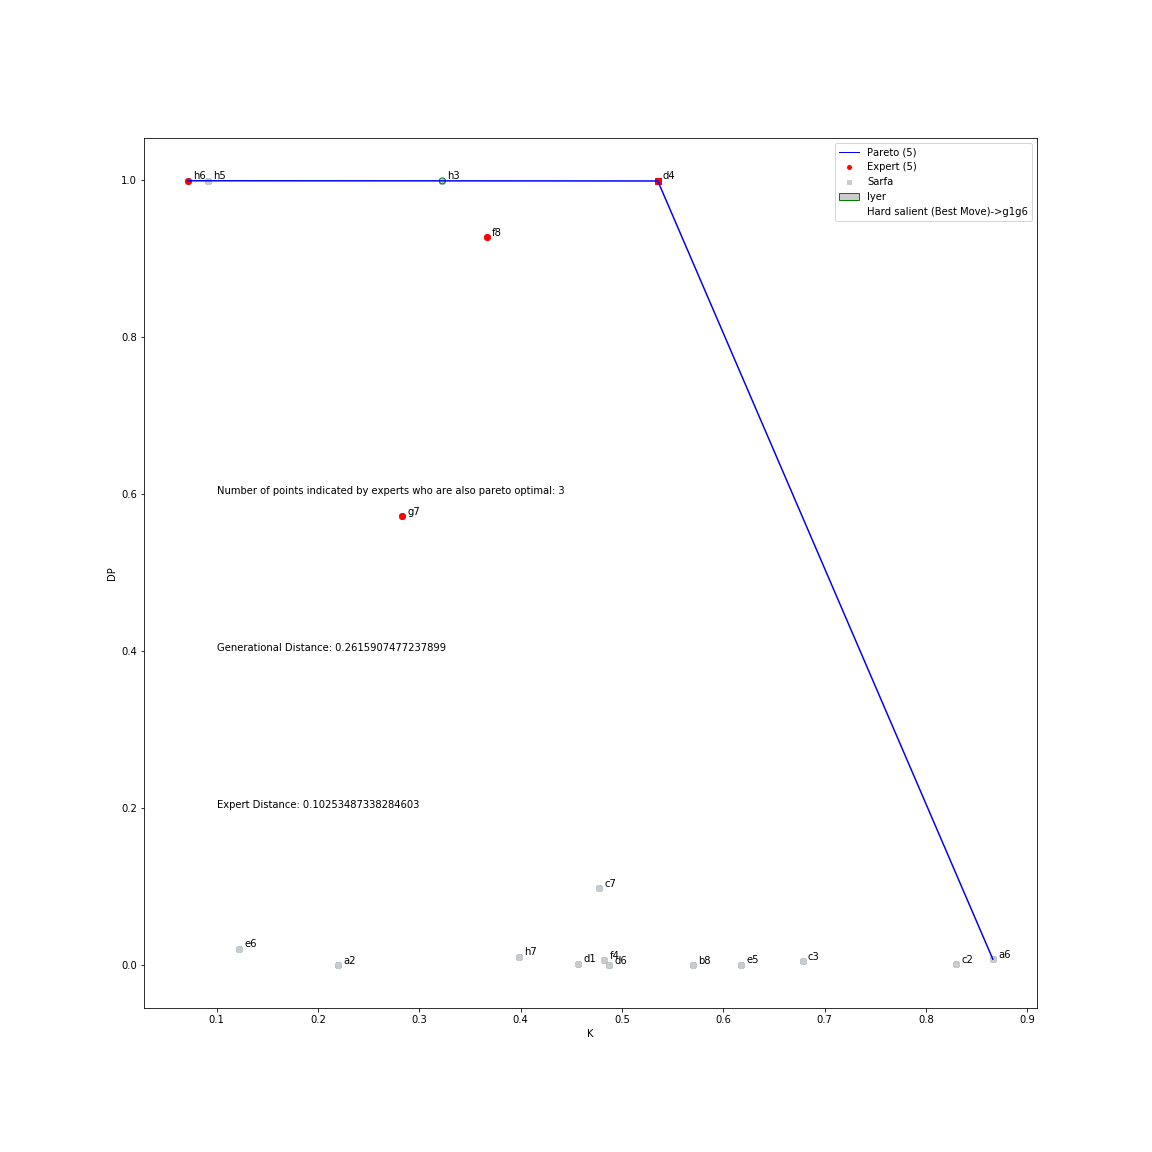 Pareto (5)
Expert (5)
Sarfa
Iyer
Hard salient (Best Move)->g1g6
h6
h5
h3
d4
f8
Number of points indicated by experts who are also pareto optimal: 3
g7
Generational Distance: 0.2615907477237899
Expert Distance: 0.10253487338284603
c7
e6
a2
h7
d1
f4
d6
b8
e5
c3
c2
a6
1.0
0.8
0.6
0.4
0.2
0.0
DP
0.1 0.2 0.3 0.4 0.5 0.6 0.7 0.8 0.9
K